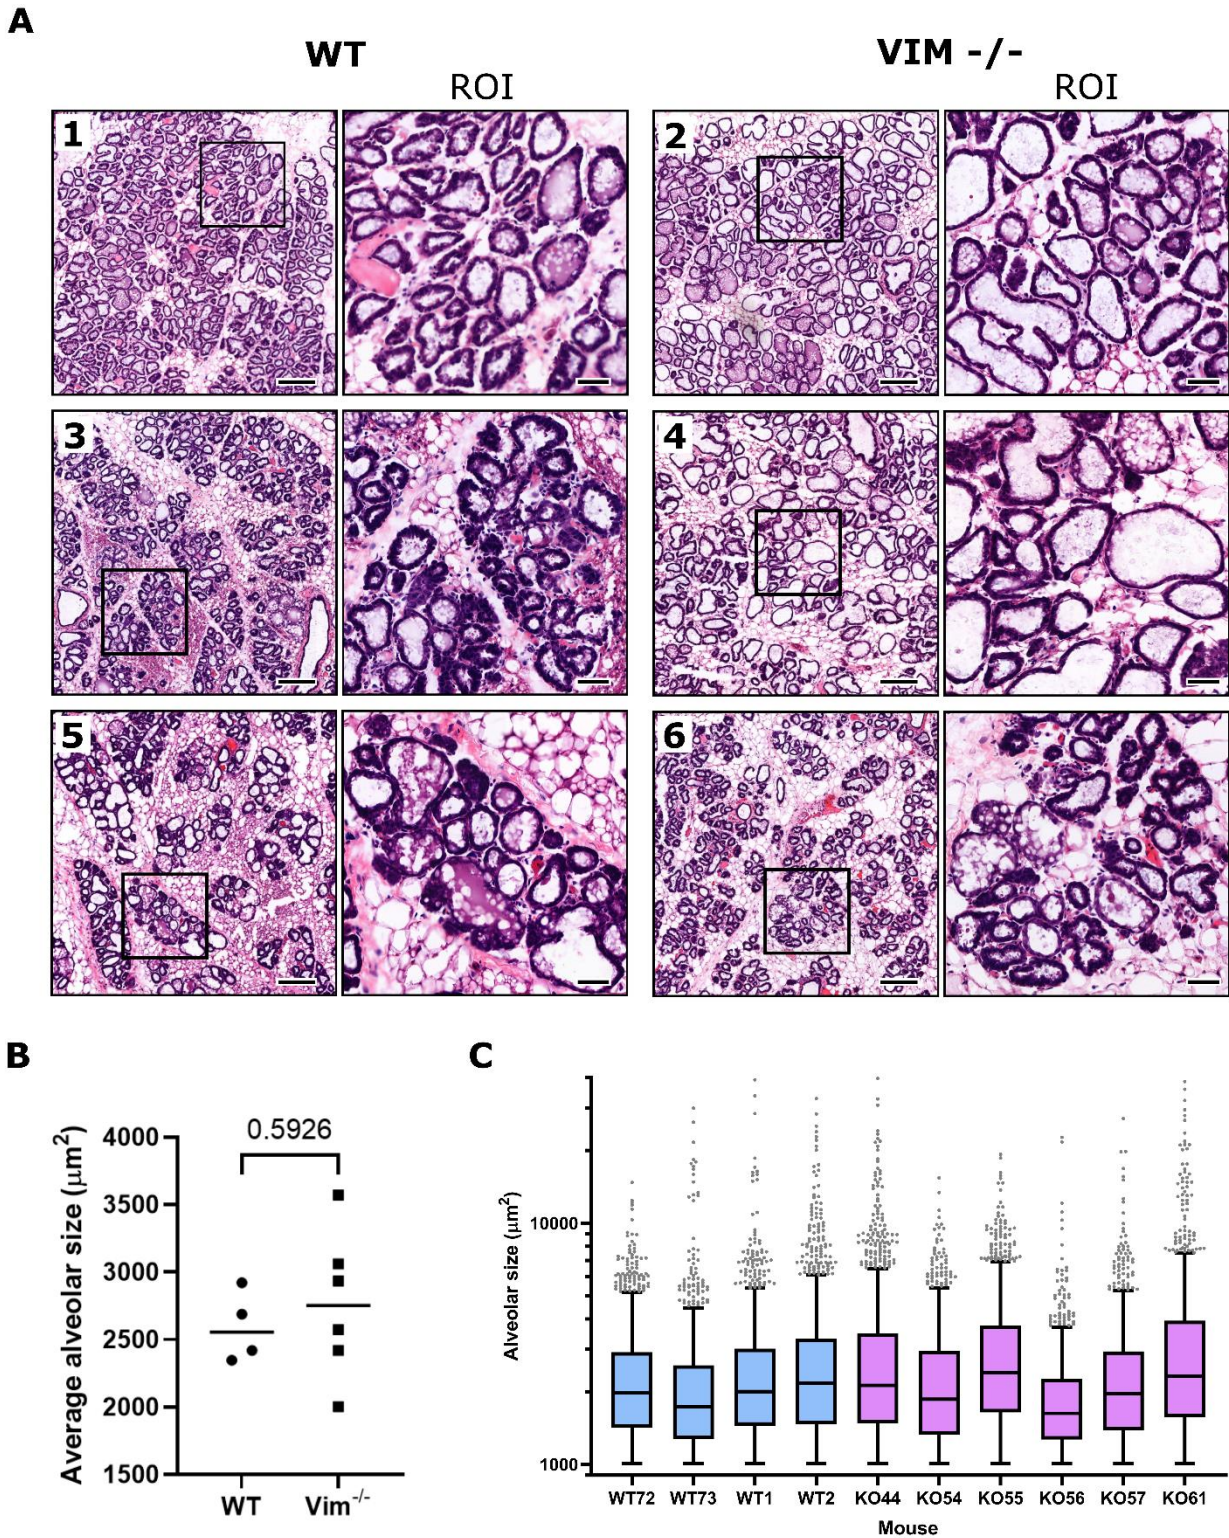 A
WT
VIM -/-
ROI
ROI
1
2
3
4
5
6
B
C
0.5926
Average alveolar size (μm²)
4000
3500
3000
2500
2000
1500
WT
Vim⁻/⁻
Alveolar size (μm²)
10000
1000
WT72 WT73 WT1 WT2 KO44 KO54 KO55 KO56 KO57 KO61
Mouse